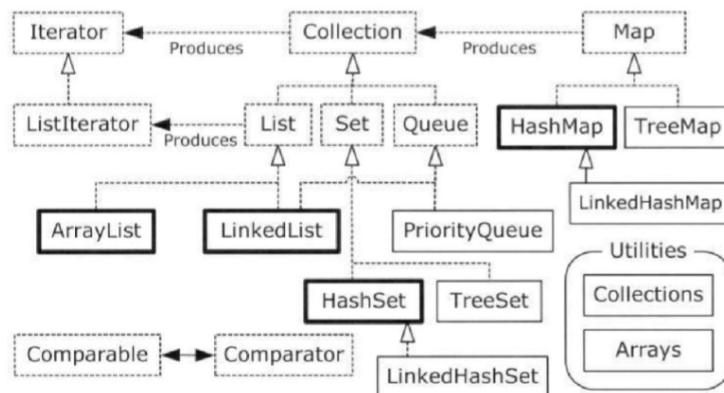 Iterator
Collection
Map
Produces
Produces
ListIterator
Produces
List
Set
Queue
HashMap
TreeMap
ArrayList
LinkedList
PriorityQueue
LinkedHashMap
Utilities
Collections
HashSet
TreeSet
Comparable
Comparator
Arrays
LinkedHashSet